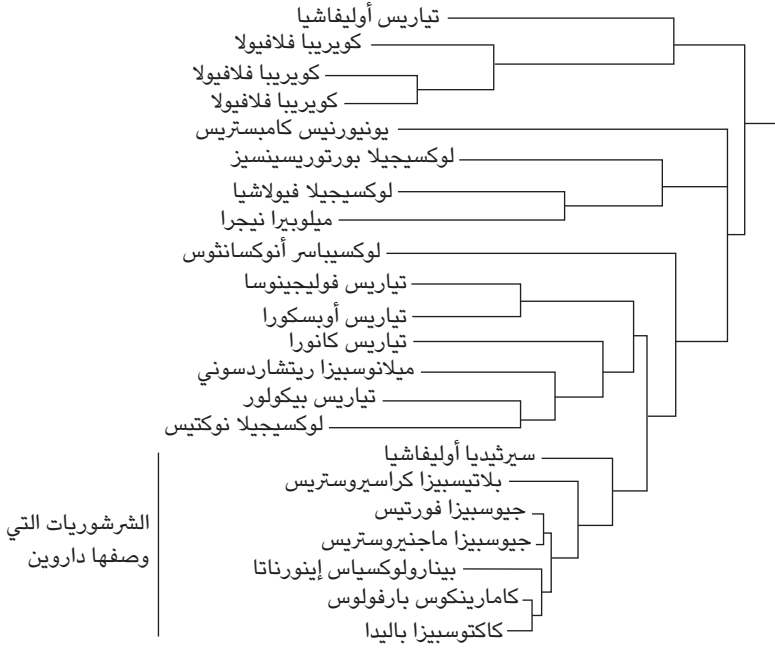 تياريس أوليفاشيا
كويريبا فلافيولا
كويريبا فلافيولا
كويريبا فلافيولا
يونيورنيس كامبستريس
لوكسيجيلا بورتوريسينسيز
لوكسيجيلا فيولاشيا
ميلوبيرا نيجرا
لوكسيباسر أنوكسانثوس
تياريس فوليجينوسا
تياريس أوبسكورا
تياريس كانورا
ميلانوسبيزا ريتشاردسوني
تياريس بيكولور
لوكسيجيلا نوكتيس
سيرثيديا أوليفاشيا
بلاتيسبيزا كراسيروستريس
جيوسبيزا فورتيس
جيوسبيزا ماجنيروستريس
بينارولوكسياس إينورناتا
كامارينكوس بارفولوس
كاكتوسبيزا باليدا
الشرشوريات التي
وصفها داروين